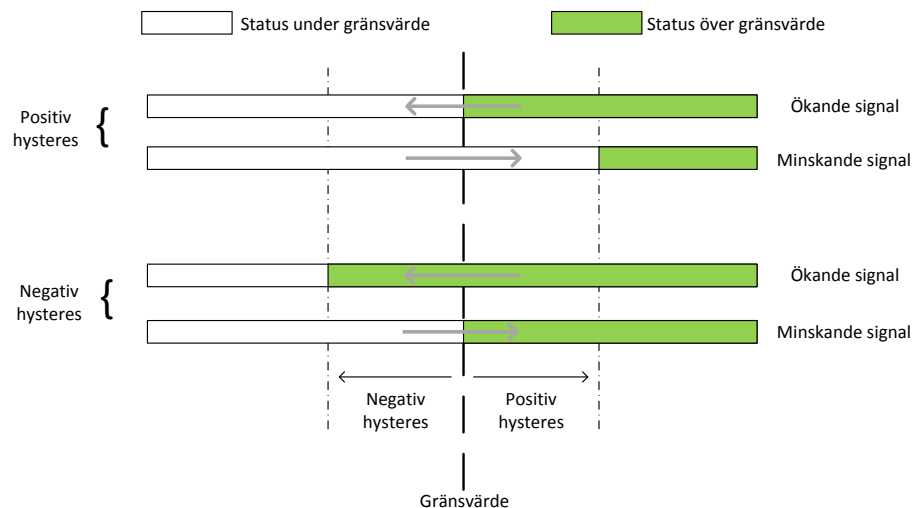 Status under gränsvärde
Status över gränsvärde
Positiv
hysteres
{
Ökande signal
Minskande signal
Negativ
hysteres
{
Ökande signal
Minskande signal
Negativ
hysteres
Positiv
hysteres
Gränsvärde